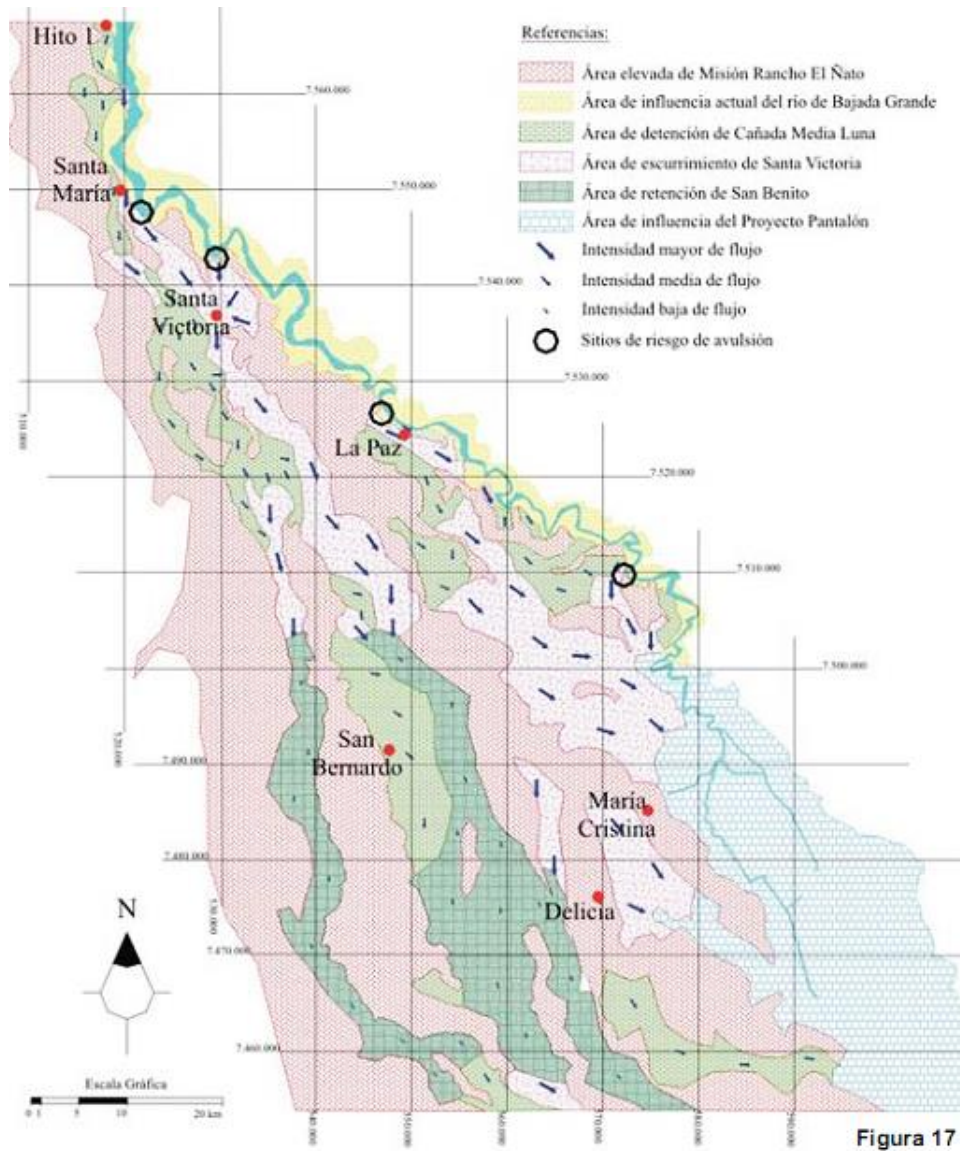 Hito 1
Santa
María
Santa
Victoria
La Paz
San
Bernardo
María
Cristina
Delicia
7.560.000
7.550.000
7.540.000
7.530.000
7.520.000
7.510.000
7.500.000
7.490.000
7.480.000
7.470.000
7.460.000
Referencias:
Área elevada de Misión Rancho El Ñato
Área de influencia actual del río de Bajada Grande
Área de detención de Cañada Media Luna
Área de escurrimiento de Santa Victoria
Área de retención de San Benito
Área de influencia del Proyecto Pantalón
Intensidad mayor de flujo
Intensidad media de flujo
Intensidad baja de flujo
Sitios de riesgo de avulsión
N
Escala Gráfica
0 1 5 10 20 km
Figura 17